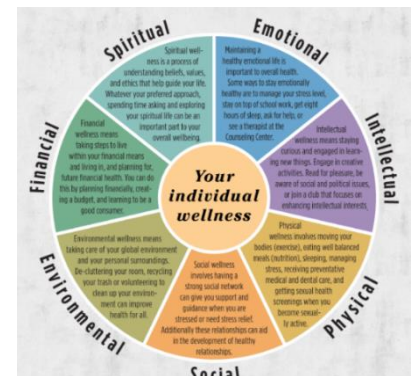 Spiritual
Spiritual well-
ness is a process of
understanding beliefs, values,
and ethics that help guide your life.
Whatever your preferred approach,
spending time asking and exploring
your spiritual life can be an
important part to your
overall wellbeing.
Emotional
Maintaining a
healthy emotional life is
important to overall health.
Some ways to stay emotionally
healthy are to manage your stress level,
stay on top of school work, get eight
hours of sleep, ask for help, or
see a therapist at the
Counseling Center.
Intellectual
Intellectual
wellness means staying
curious and engaged in learn-
ing new things. Engage in creative
activities. Read for pleasure, be
aware of social and political issues,
or join a club that focuses on
enhancing intellectual interests.
Physical
Physical
wellness involves moving your
bodies (exercise), eating well balanced
meals (nutrition), sleeping, managing
stress, receiving preventative
medical and dental care, and
getting sexual health
screenings when you
become sexual-
ly active.
Social
Social wellness
involves having a
strong social network
can give you support and
guidance when you are
stressed or need stress relief.
Additionally these relationships can aid
in the development of healthy
relationships.
Environmental
Environmental wellness means
taking care of your global environment
and your personal surroundings.
De-cluttering your room, recycling
your trash or volunteering to
clean up your environ-
ment can improve
health for all.
Financial
Financial
wellness means
taking steps to live
within your financial means
and living in, and planning for,
future financial health. You can do
this by planning financially, creat-
ing a budget, and learning to be a
good consumer.
Your
individual
wellness